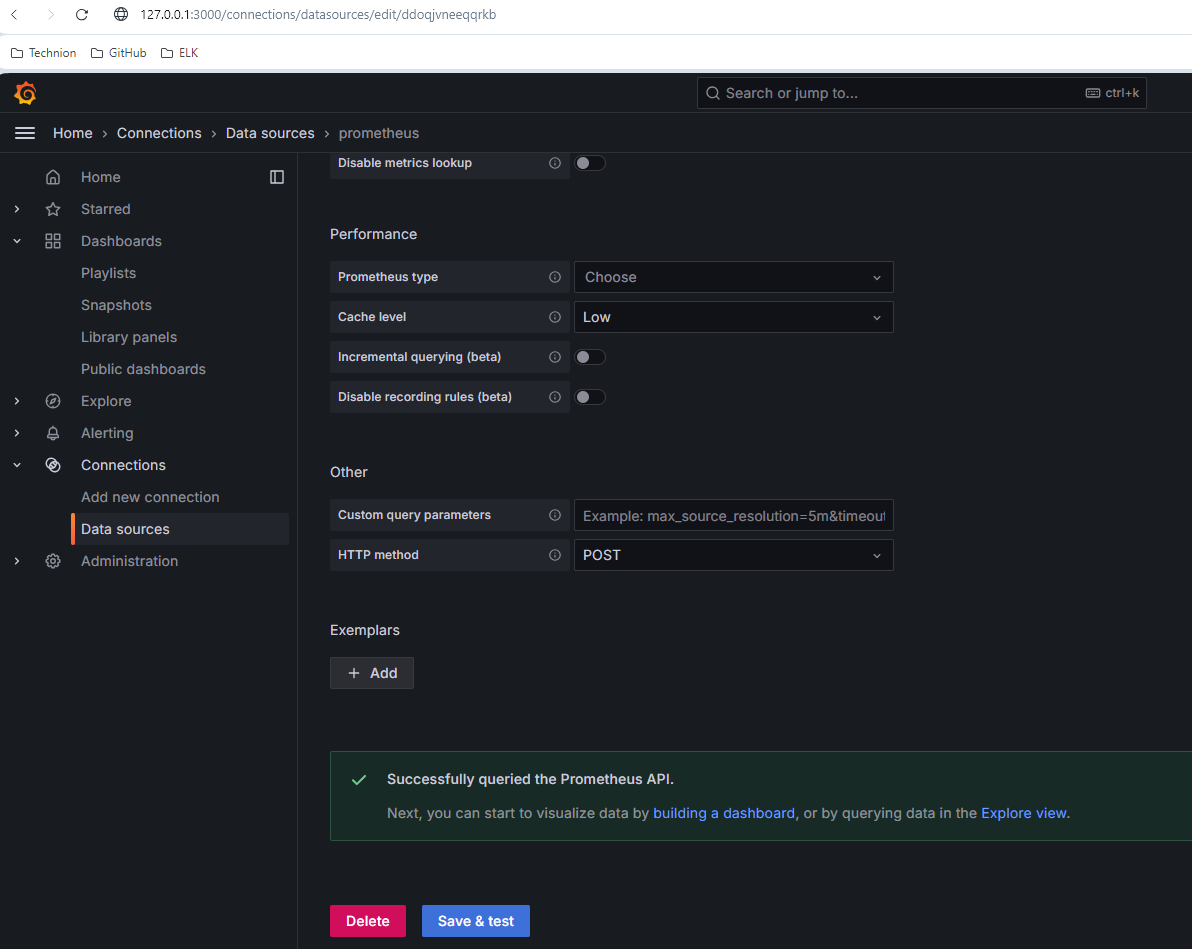 127.0.0.1:3000/connections/datasources/edit/ddoqjvneeqqrkb
Technion GitHub ELK
Search or jump to... ctrl+k
Home › Connections › Data sources › prometheus
Home
Starred
Dashboards
Playlists
Snapshots
Library panels
Public dashboards
Explore
Alerting
Connections
Add new connection
Data sources
Administration
Disable metrics lookup
Performance
Prometheus type Choose
Cache level Low
Incremental querying (beta)
Disable recording rules (beta)
Other
Custom query parameters Example: max_source_resolution=5m&timeout
HTTP method POST
Exemplars
+ Add
Successfully queried the Prometheus API.
Next, you can start to visualize data by building a dashboard, or by querying data in the Explore view.
Delete Save & test